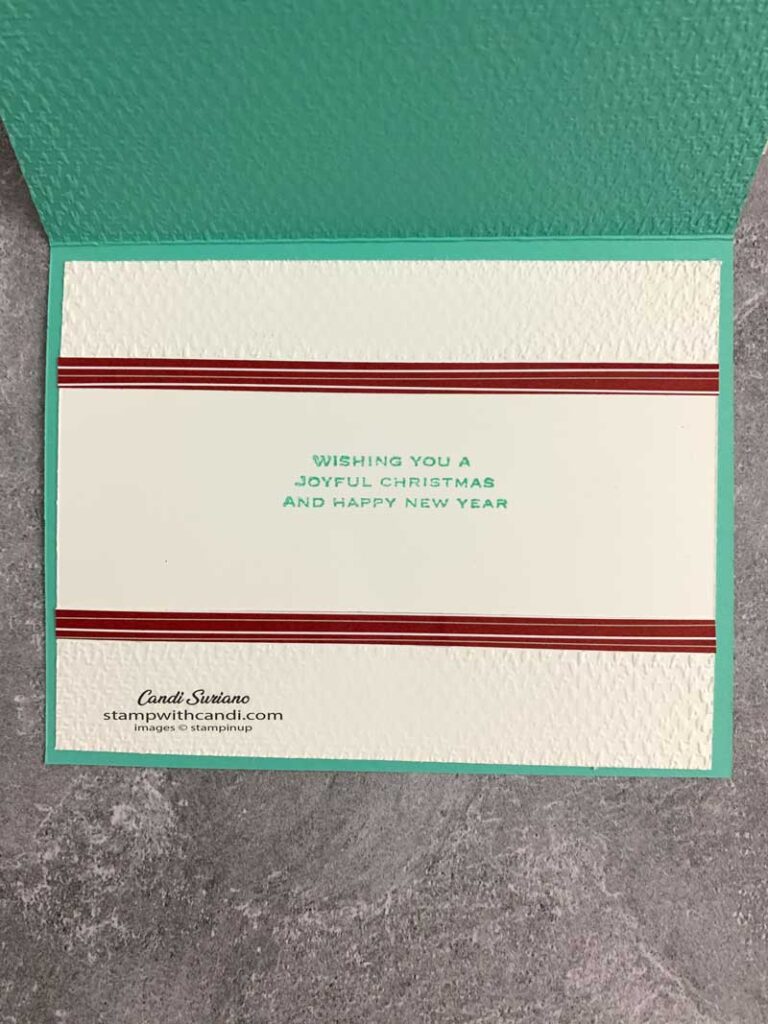 WISHING YOU A
JOYFUL CHRISTMAS
AND HAPPY NEW YEAR
Candi Suriano
stampwithcandi.com
images © stampinup